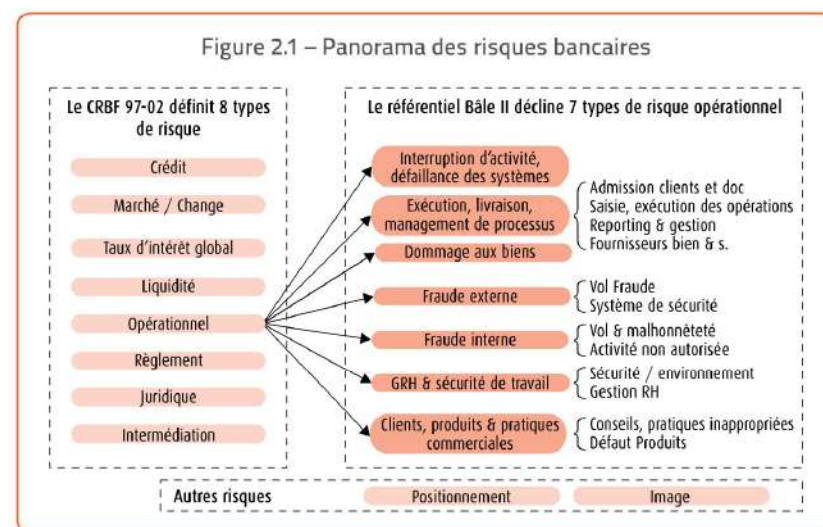 Figure 2.1 – Panorama des risques bancaires
Le CRBF 97-02 définit 8 types
de risque
Crédit
Marché / Change
Taux d'intérêt global
Liquidité
Opérationnel
Règlement
Juridique
Intermédiation
Le référentiel Bâle II décline 7 types de risque opérationnel
Interruption d'activité,
défaillance des systèmes
Exécution, livraison,
management de processus
Admission clients et doc
Saisie, exécution des opérations
Reporting & gestion
Fournisseurs bien & s.
Dommage aux biens
Fraude externe
Vol Fraude
Système de sécurité
Fraude interne
Vol & malhonnêteté
Activité non autorisée
GRH & sécurité de travail
Sécurité / environnement
Gestion RH
Clients, produits & pratiques
commerciales
Conseils, pratiques inappropriées
Défaut Produits
Autres risques
Positionnement
Image